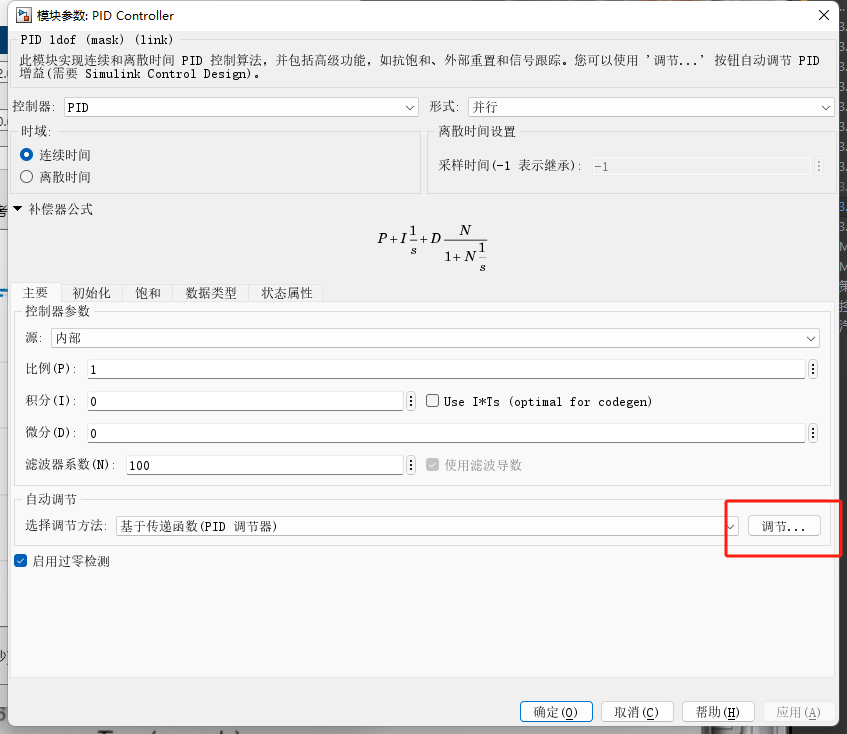 模块参数: PID Controller
PID 1dof (mask) (link)
此模块实现连续和离散时间 PID 控制算法，并包括高级功能，如抗饱和、外部重置和信号跟踪。您可以使用 '调节...' 按钮自动调节 PID
增益(需要 Simulink Control Design)。
控制器: PID 形式: 并行
时域: 离散时间设置
连续时间 采样时间(-1 表示继承): -1
离散时间
补偿器公式
P+I 1/s +D N/(1+N 1/s)
主要 初始化 饱和 数据类型 状态属性
控制器参数
源: 内部
比例(P): 1
积分(I): 0 Use I*Ts (optimal for codegen)
微分(D): 0
滤波器系数(N): 100 使用滤波导数
自动调节
选择调节方法: 基于传递函数(PID 调节器) 调节...
启用过零检测
确定(O) 取消(C) 帮助(H) 应用(A)